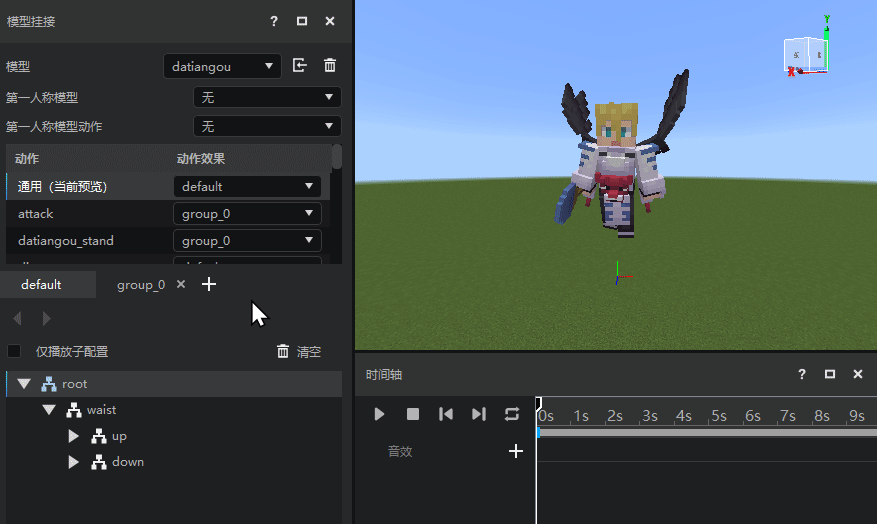 模型挂接 ?
模型 datiangou
第一人称模型 无
第一人称模型动作 无
动作 动作效果
通用（当前预览） default
attack group_0
datiangou_stand group_0
default group_0
仅播放子配置 清空
root
waist
up
down
时间轴 ?
0s 1s 2s 3s 4s 5s 6s 7s 8s 9s
音效
Y
X